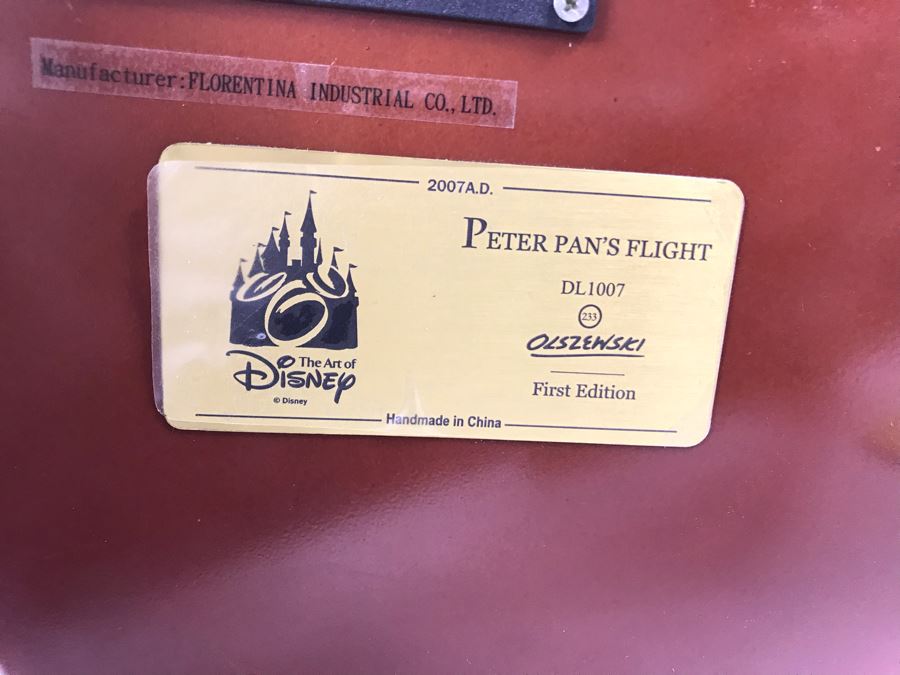 Manufacturer:FLORENTINA INDUSTRIAL CO.,LTD.
2007A.D.
PETER PAN'S FLIGHT
DL1007
233
OLSZEWSKI
First Edition
The Art of
DISNEY
© Disney
Handmade in China